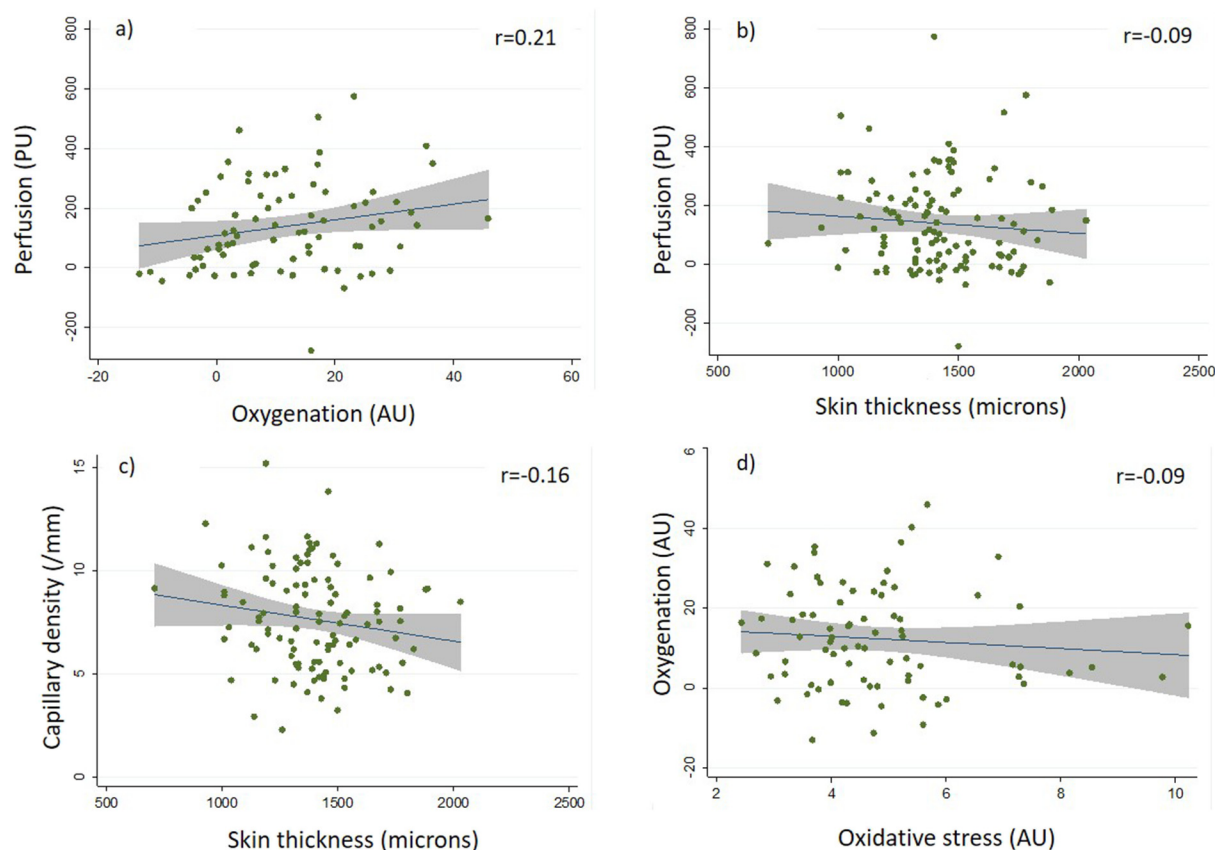 a)
r=0.21
Perfusion (PU)
800
600
400
200
0
-200
-20 0 20 40 60
Oxygenation (AU)
b)
r=-0.09
Perfusion (PU)
800
600
400
200
0
-200
500 1000 1500 2000 2500
Skin thickness (microns)
c)
r=-0.16
Capillary density (/mm)
15
10
5
0
500 1000 1500 2000 2500
Skin thickness (microns)
d)
r=-0.09
Oxygenation (AU)
6
40
20
0
-20
2 4 6 8 10
Oxidative stress (AU)